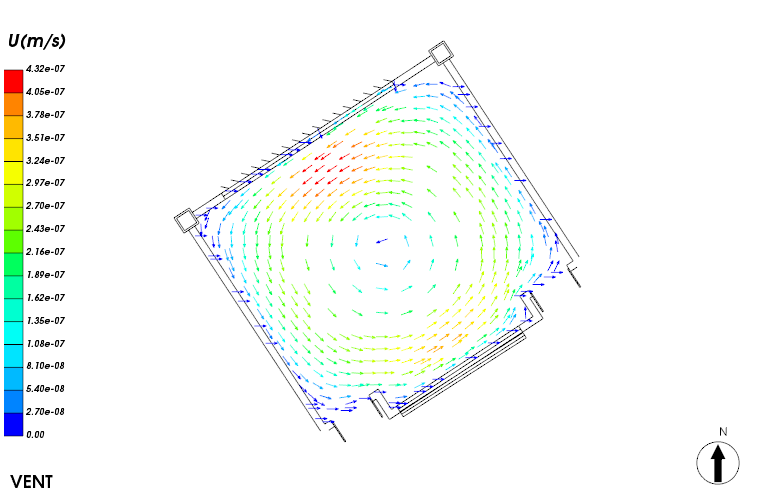 U(m/s)
4.32e-07
4.05e-07
3.78e-07
3.51e-07
3.24e-07
2.97e-07
2.70e-07
2.43e-07
2.16e-07
1.89e-07
1.62e-07
1.35e-07
1.08e-07
8.10e-08
5.40e-08
2.70e-08
0.00
N
VENT